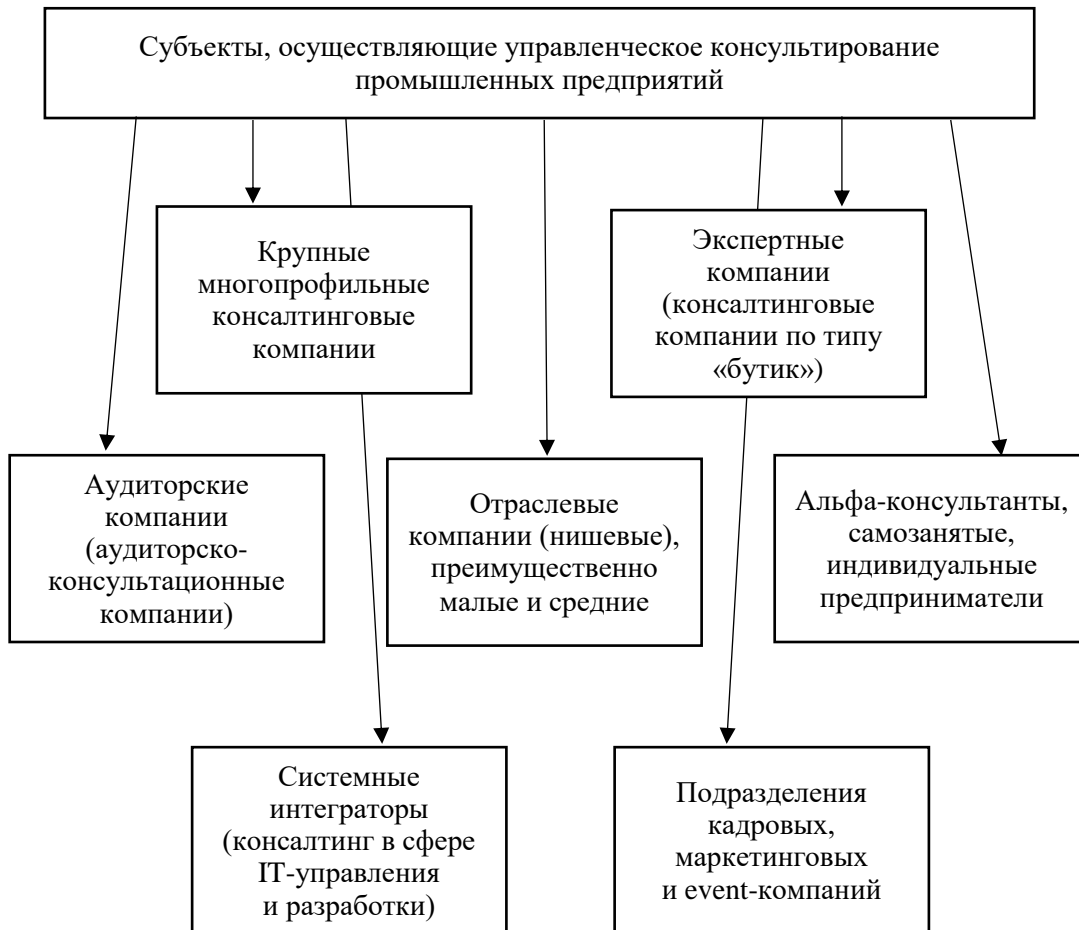 Субъекты, осуществляющие управленческое консультирование
промышленных предприятий
Крупные
многопрофильные
консалтинговые
компании
Экспертные
компании
(консалтинговые
компании по типу
«бутик»)
Аудиторские
компании
(аудиторско-
консультационные
компании)
Отраслевые
компании (нишевые),
преимущественно
малые и средние
Альфа-консультанты,
самозанятые,
индивидуальные
предприниматели
Системные
интеграторы
(консалтинг в сфере
IT-управления
и разработки)
Подразделения
кадровых,
маркетинговых
и event-компаний